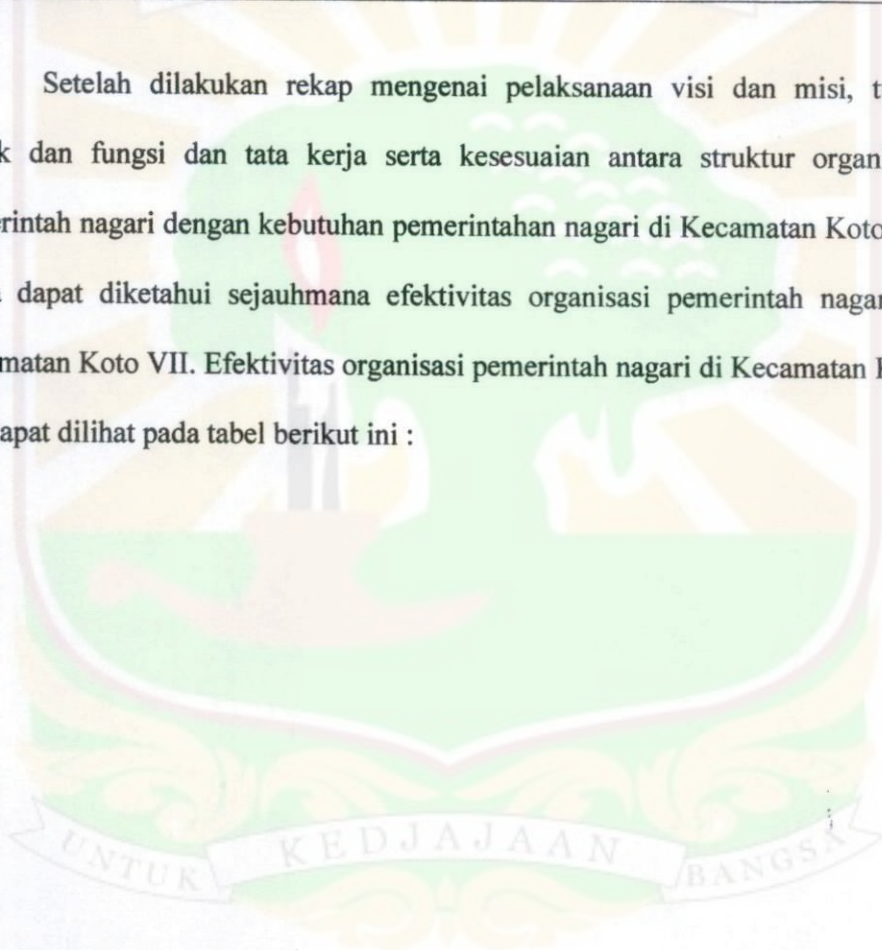 Setelah dilakukan rekap mengenai pelaksanaan visi dan misi, t
k dan fungsi dan tata kerja serta kesesuaian antara struktur organ
rintah nagari dengan kebutuhan pemerintahan nagari di Kecamatan Koto
dapat diketahui sejauhmana efektivitas organisasi pemerintah nagar
matan Koto VII. Efektivitas organisasi pemerintah nagari di Kecamatan
apat dilihat pada tabel berikut ini :
UNTUK KEDJAJAAN BANGSA